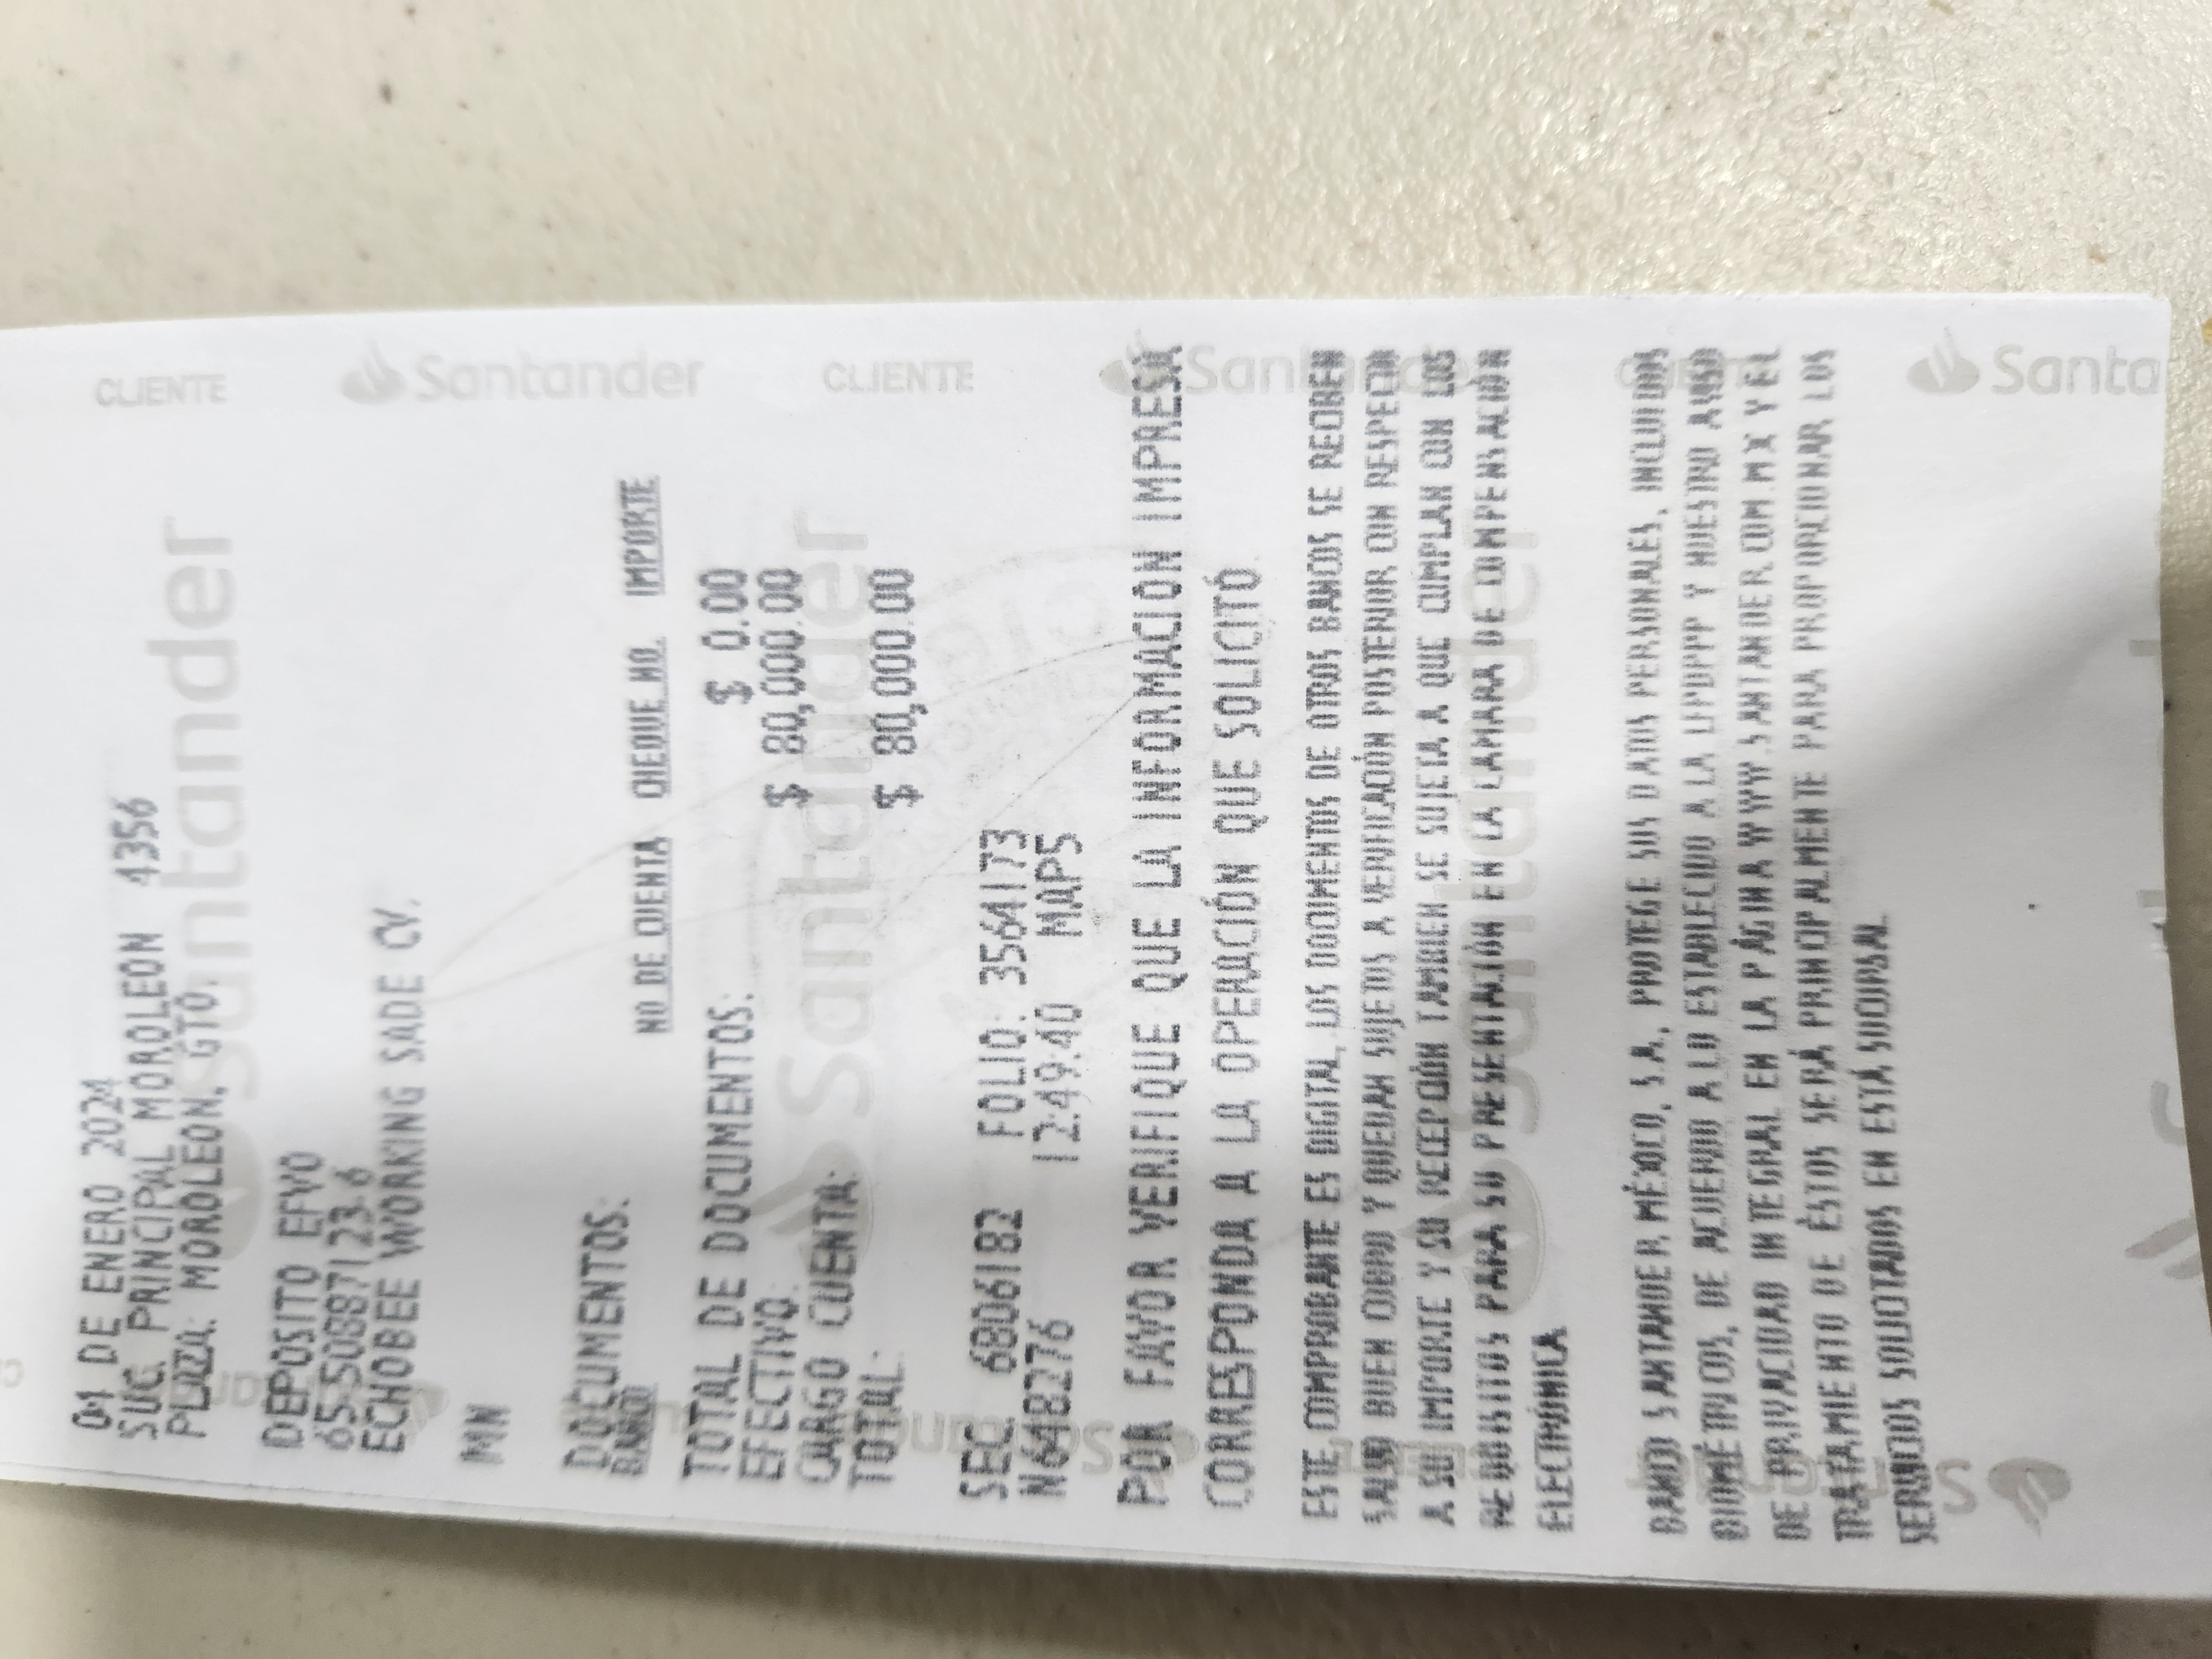 04 DE ENERO 2024
SUC. PRINCIPAL MOROLEON 4356
PLAZA: MOROLEON, GTO.
DEPOSITO EFVO
65-50887123-6
ECHOBEE WORKING SADE CV.
MN
DOCUMENTOS:
BANCO NO DE CUENTA CHEQUE NO. IMPORTE
TOTAL DE DOCUMENTOS: $ 0.00
EFECTIVO: $ 80,000.00
CARGO CUENTA:
TOTAL: $ 80,000.00
SEC. 6806182 FOLIO: 3564173
N648276 12:49:40 MAPS
POR FAVOR VERIFIQUE QUE LA INFORMACION IMPRESA
CORRESPONDA A LA OPERACIÓN QUE SOLICITÓ
ESTE COMPROBANTE ES DIGITAL, LOS DOCUMENTOS DE OTROS BANCOS SE RECIBEN
SALVO BUEN COBRO Y QUEDAN SUJETOS A VERIFICACIÓN POSTERIOR CON RESPECTO
A SU IMPORTE Y SU RECEPCIÓN TAMBIEN SE SUJETA A QUE CUMPLAN CON LOS
REQUISITOS PARA SU PRESENTACIÓN EN LA CAMARA DE COMPENSACIÓN
ELECTRÓNICA
BANCO SANTANDER MÉXICO, S.A. PROTEGE SUS DATOS PERSONALES, INCLUIDOS
BIOMÉTRICOS, DE ACUERDO A LO ESTABLECIDO A LA LFPDPPP Y NUESTRO AVISO
DE PRIVACIDAD INTEGRAL EN LA PÁGINA WWW.SANTANDER.COM.MX Y EL
TRATAMIENTO DE ÉSTOS SERÁ PRINCIPALMENTE PARA PROPORCIONAR LOS
SERVICIOS SOLICITADOS EN ESTÁ SUCURSAL
CLIENTE Santander CLIENTE Santander Santa
Santander
Santander
Santander